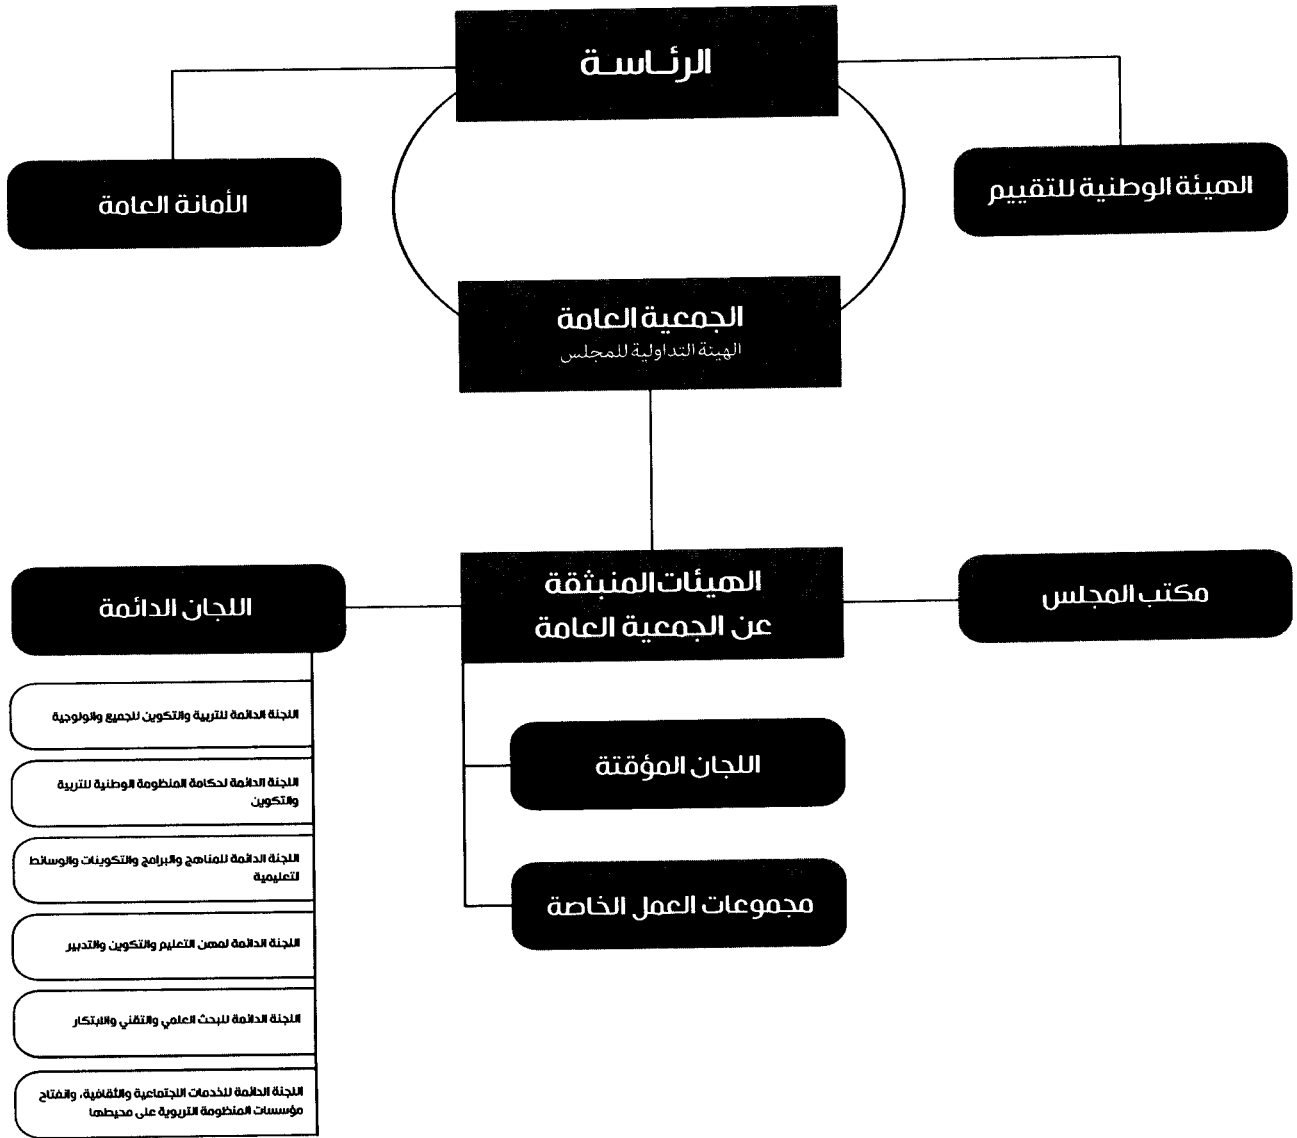 الرئـاسـة
الهيئة الوطنية للتقييم
الأمانة العامة
الجمعية العامة
الهيئة التداولية للمجلس
الهيئات المنبثقة
عن الجمعية العامة
مكتب المجلس
اللجان الدائمة
اللجان المؤقتة
مجموعات العمل الخاصة
اللجنة الدائمة للتربية والتكوين للجميع والولوجية
اللجنة الدائمة لحكامة المنظومة الوطنية للتربية
والتكوين
اللجنة الدائمة للمناهج والبرامج والتكوينات والوسائط
لتعليمية
اللجنة الدائمة لمهن التعليم والتكوين والتدبير
اللجنة الدائمة للبحث العلمي والتقني والابتكار
اللجنة الدائمة للخدمات الاجتماعية والثقافية، وانفتاح
مؤسسات المنظومة التربوية على محيطها